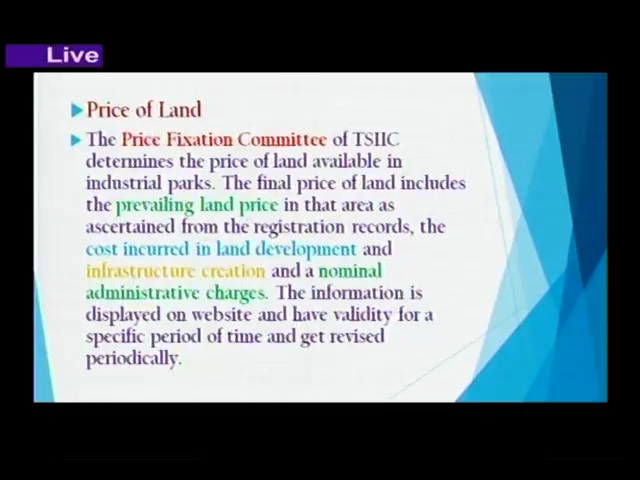 Live
Price of Land
The Price Fixation Committee of TSIIC
determines the price of land available in
industrial parks. The final price of land includes
the prevailing land price in that area as
ascertained from the registration records, the
cost incurred in land development and
infrastructure creation and a nominal
administrative charges. The information is
displayed on website and have validity for a
specific period of time and get revised
periodically.